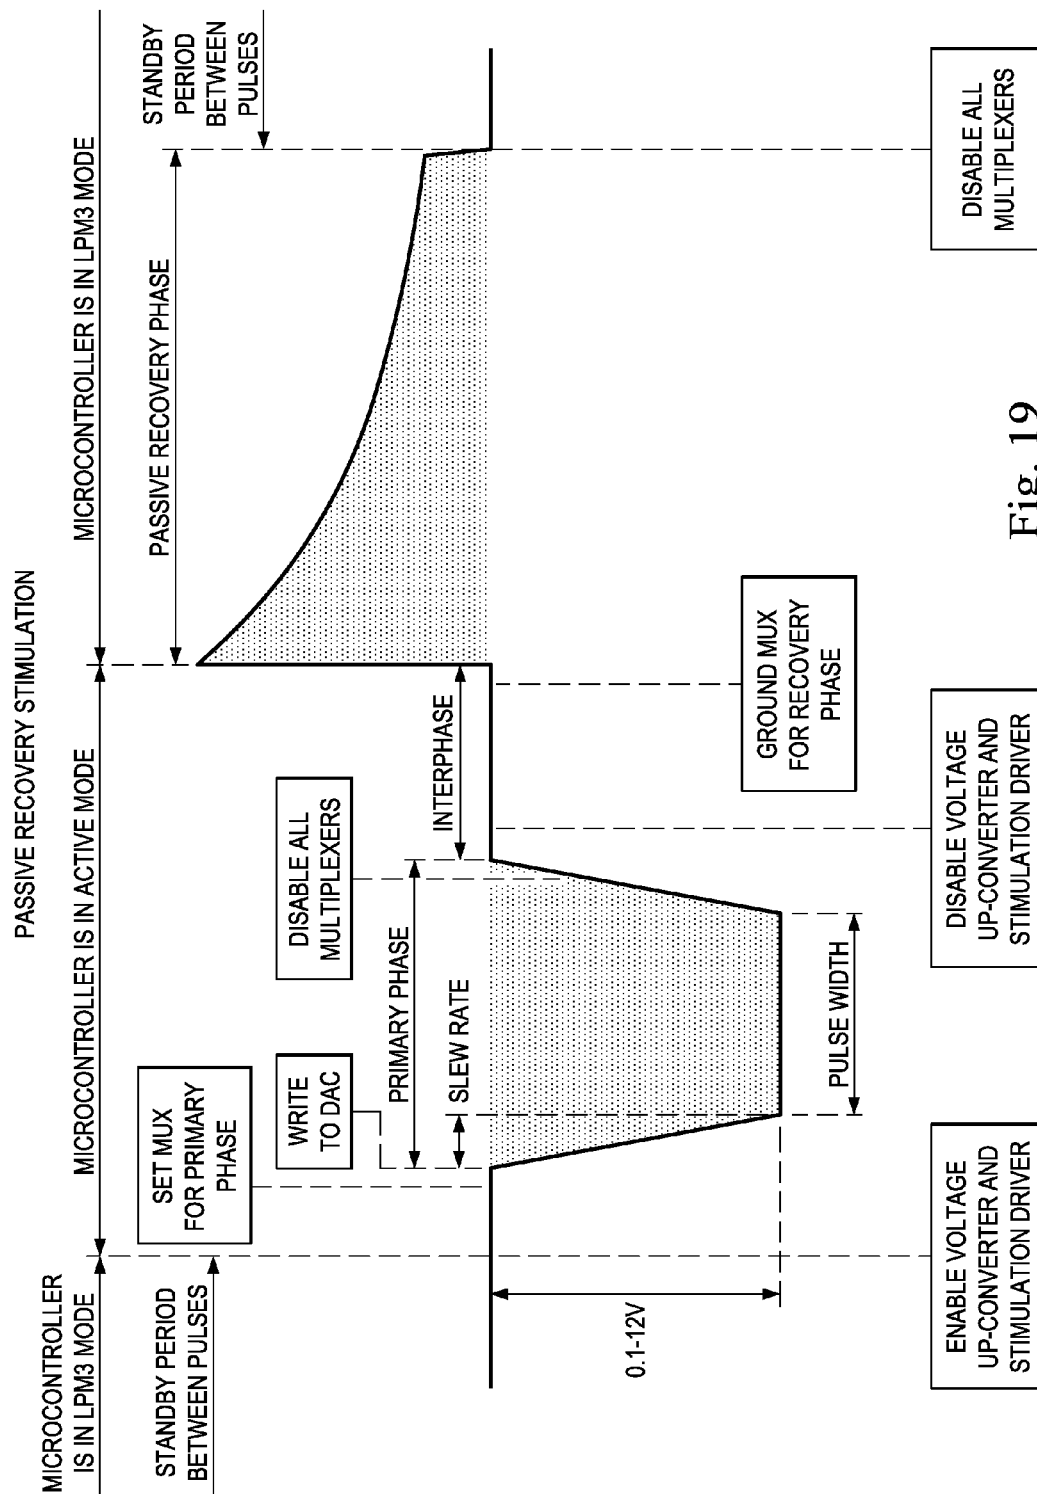 PASSIVE RECOVERY STIMULATION
MICROCONTROLLER
IS IN LPM3 MODE
MICROCONTROLLER IS IN ACTIVE MODE
MICROCONTROLLER IS IN LPM3 MODE
STANDBY PERIOD
BETWEEN PULSES
SET MUX
FOR PRIMARY
PHASE
WRITE
TO DAC
DISABLE ALL
MULTIPLEXERS
PASSIVE RECOVERY PHASE
STANDBY
PERIOD
BETWEEN
PULSES
PRIMARY PHASE
SLEW RATE
INTERPHASE
0.1-12V
PULSE WIDTH
GROUND MUX
FOR RECOVERY
PHASE
ENABLE VOLTAGE
UP-CONVERTER AND
STIMULATION DRIVER
DISABLE VOLTAGE
UP-CONVERTER AND
STIMULATION DRIVER
DISABLE ALL
MULTIPLEXERS
Fig. 19